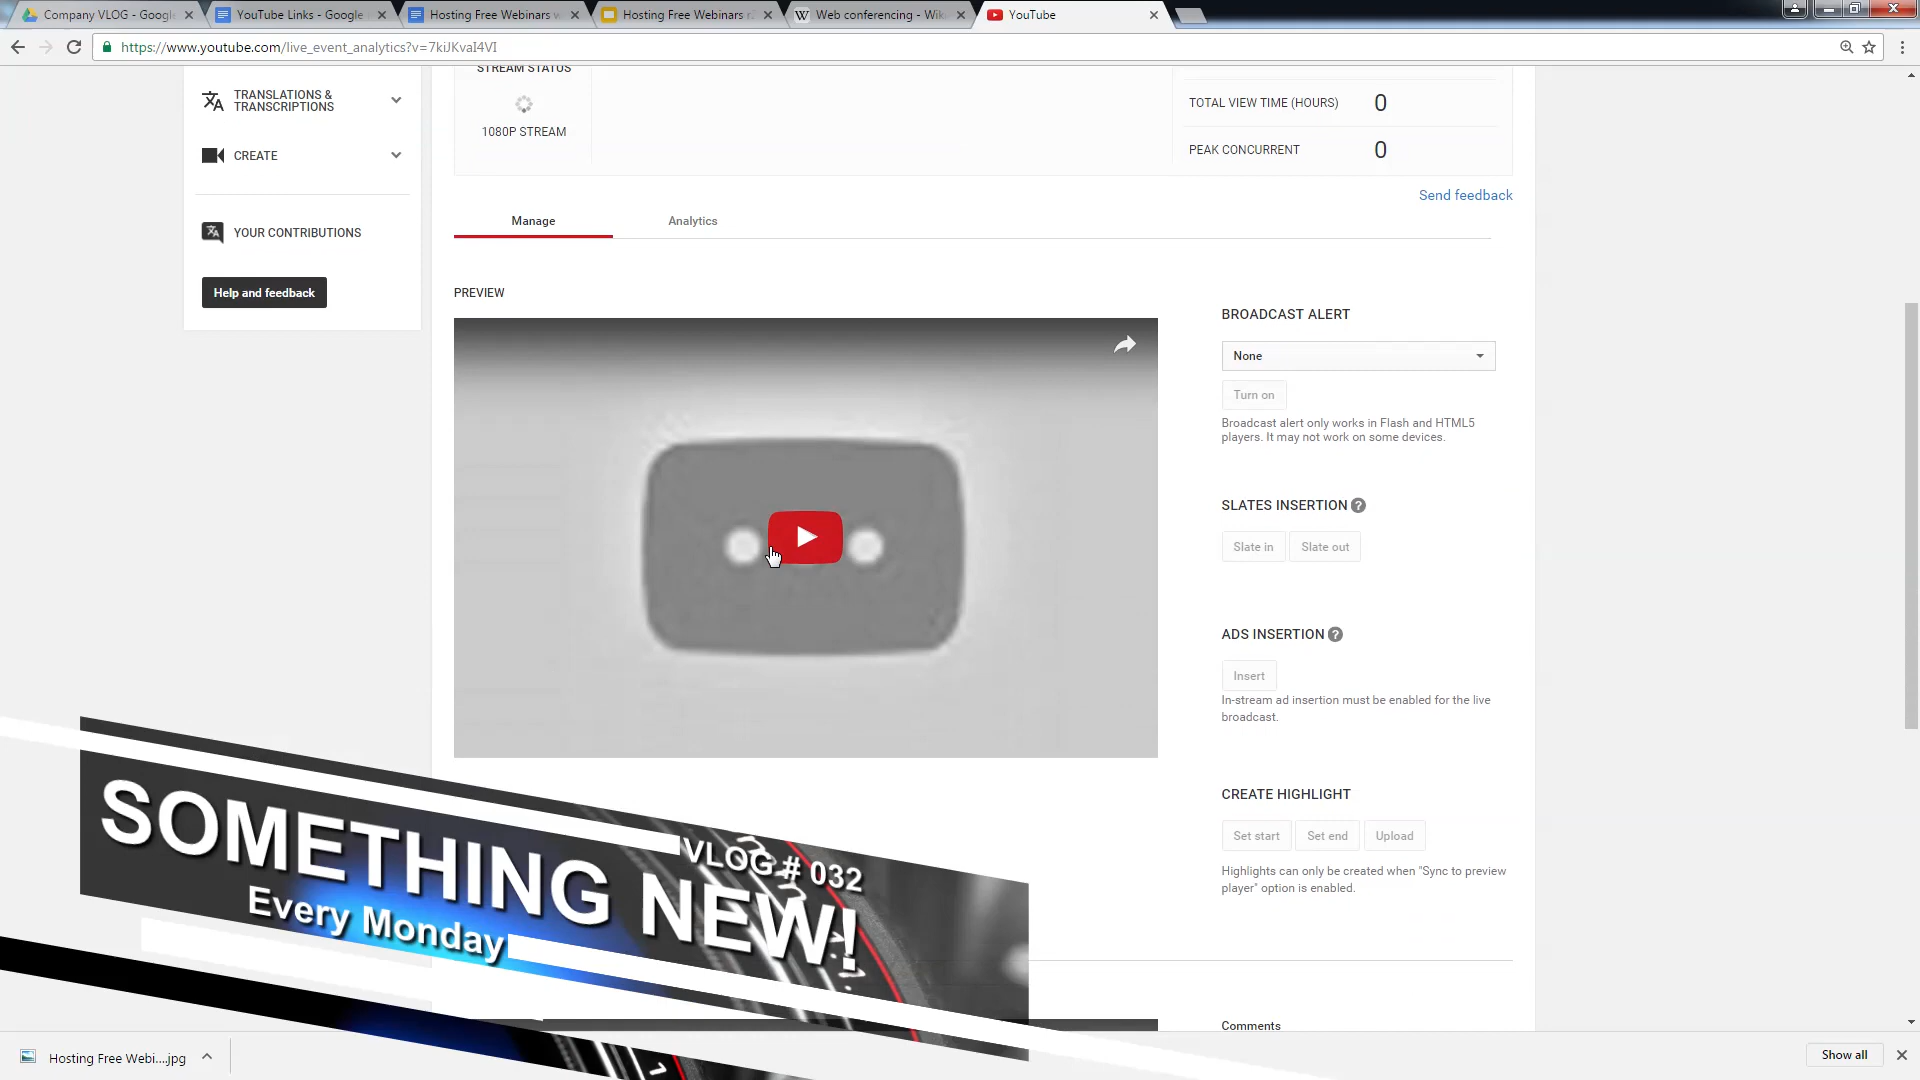 Company VLOG - Googl
YouTube Links - Google
Hosting Free Webinars w
Hosting Free Webinars r
Web conferencing - Wik
YouTube
https://www.youtube.com/live_event_analytics?v=7kiJKvaI4VI
TRANSLATIONS &
TRANSCRIPTIONS
CREATE
YOUR CONTRIBUTIONS
Help and feedback
STREAM STATUS
1080P STREAM
TOTAL VIEW TIME (HOURS) 0
PEAK CONCURRENT 0
Send feedback
Manage
Analytics
PREVIEW
BROADCAST ALERT
None
Turn on
Broadcast alert only works in Flash and HTML5
players. It may not work on some devices.
SLATES INSERTION ?
Slate in
Slate out
ADS INSERTION ?
Insert
In-stream ad insertion must be enabled for the live
broadcast.
CREATE HIGHLIGHT
Set start
Set end
Upload
Highlights can only be created when "Sync to preview
player" option is enabled.
Comments
VLOG # 032
SOMETHING NEW!
Every Monday
Hosting Free Webi....jpg
Show all